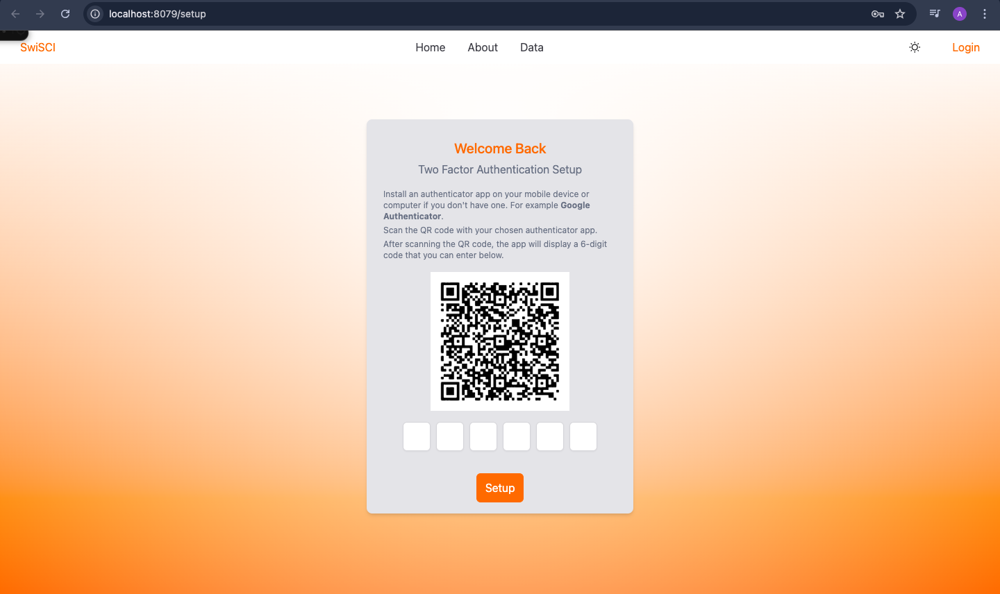 localhost:8079/setup
A
SwiSCI
Home About Data
Login
Welcome Back
Two Factor Authentication Setup
Install an authenticator app on your mobile device or
computer if you don't have one. For example Google
Authenticator.
Scan the QR code with your chosen authenticator app.
After scanning the QR code, the app will display a 6-digit
code that you can enter below.
Setup